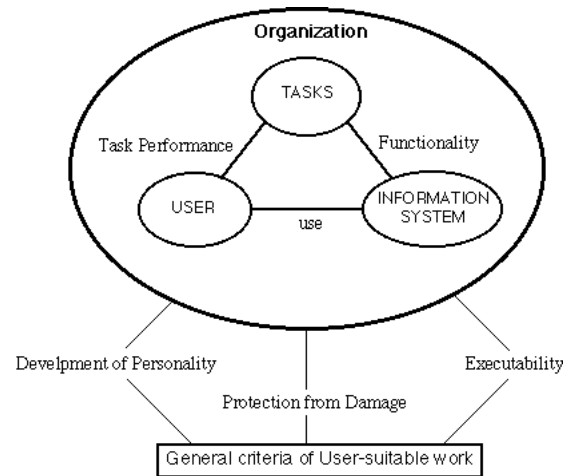 Organization
TASKS
Task Performance
Functionality
USER
INFORMATION
SYSTEM
use
Develpment of Personality
Executability
Protection from Damage
General criteria of User-suitable work